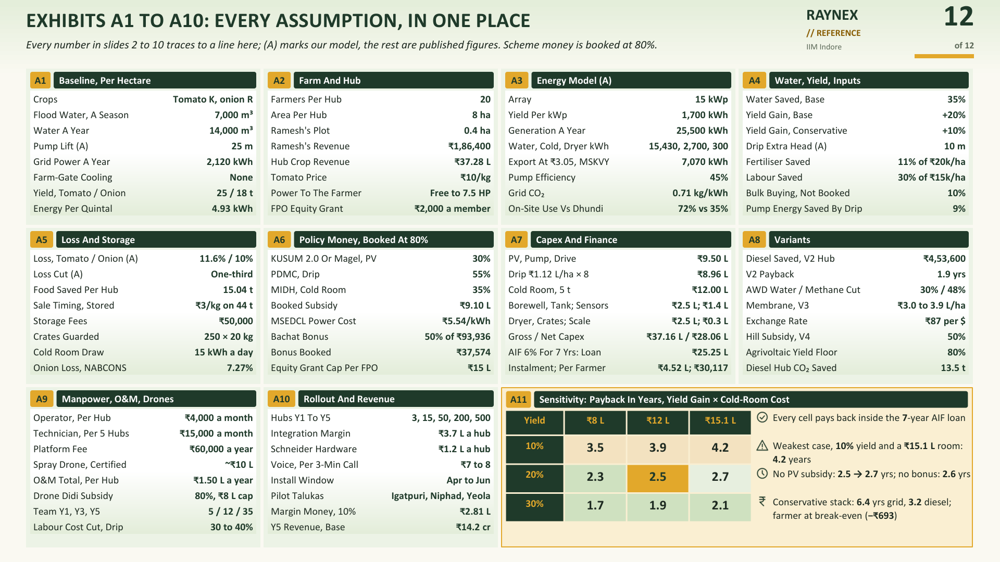 EXHIBITS A1 TO A10: EVERY ASSUMPTION, IN ONE PLACE
Every number in slides 2 to 10 traces to a line here; (A) marks our model, the rest are published figures. Scheme money is booked at 80%.
RAYNEX
// REFERENCE
IIM Indore
12
of 12
A1 Baseline, Per Hectare
Crops Tomato K, onion R
Flood Water, A Season 7,000 m³
Water A Year 14,000 m³
Pump Lift (A) 25 m
Grid Power A Year 2,120 kWh
Farm-Gate Cooling None
Yield, Tomato / Onion 25 / 18 t
Energy Per Quintal 4.93 kWh
A2 Farm And Hub
Farmers Per Hub 20
Area Per Hub 8 ha
Ramesh's Plot 0.4 ha
Ramesh's Revenue ₹1,86,400
Hub Crop Revenue ₹37.28 L
Tomato Price ₹10/kg
Power To The Farmer Free to 7.5 HP
FPO Equity Grant ₹2,000 a member
A3 Energy Model (A)
Array 15 kWp
Yield Per kWp 1,700 kWh
Generation A Year 25,500 kWh
Water, Cold, Dryer kWh 15,430, 2,700, 300
Export At ₹3.05, MSKVY 7,070 kWh
Pump Efficiency 45%
Grid CO₂ 0.71 kg/kWh
On-Site Use Vs Dhundi 72% vs 35%
A4 Water, Yield, Inputs
Water Saved, Base 35%
Yield Gain, Base +20%
Yield Gain, Conservative +10%
Drip Extra Head (A) 10 m
Fertiliser Saved 11% of ₹20k/ha
Labour Saved 30% of ₹15k/ha
Bulk Buying, Not Booked 10%
Pump Energy Saved By Drip 9%
A5 Loss And Storage
Loss, Tomato / Onion (A) 11.6% / 10%
Loss Cut (A) One-third
Food Saved Per Hub 15.04 t
Sale Timing, Stored ₹3/kg on 44 t
Storage Fees ₹50,000
Crates Guarded 250 × 20 kg
Cold Room Draw 15 kWh a day
Onion Loss, NABCONS 7.27%
A6 Policy Money, Booked At 80%
KUSUM 2.0 Or Magel, PV 30%
PDMC, Drip 55%
MIDH, Cold Room 35%
Booked Subsidy ₹9.10 L
MSEDCL Power Cost ₹5.54/kWh
Bachat Bonus 50% of ₹93,936
Bonus Booked ₹37,574
Equity Grant Cap Per FPO ₹15 L
A7 Capex And Finance
PV, Pump, Drive ₹9.50 L
Drip ₹1.12 L/ha × 8 ₹8.96 L
Cold Room, 5 t ₹12.00 L
Borewell, Tank; Sensors ₹2.5 L; ₹1.4 L
Dryer, Crates; Scale ₹2.5 L; ₹0.3 L
Gross / Net Capex ₹37.16 L / ₹28.06 L
AIF 6% For 7 Yrs: Loan ₹25.25 L
Instalment; Per Farmer ₹4.52 L; ₹30,117
A8 Variants
Diesel Saved, V2 Hub ₹4,53,600
V2 Payback 1.9 yrs
AWD Water / Methane Cut 30% / 48%
Membrane, V3 ₹3.0 to 3.9 L/ha
Exchange Rate ₹87 per $
Hill Subsidy, V4 50%
Agrivoltaic Yield Floor 80%
Diesel Hub CO₂ Saved 13.5 t
A9 Manpower, O&M, Drones
Operator, Per Hub ₹4,000 a month
Technician, Per 5 Hubs ₹15,000 a month
Platform Fee ₹60,000 a year
Spray Drone, Certified ~₹10 L
O&M Total, Per Hub ₹1.50 L a year
Drone Didi Subsidy 80%, ₹8 L cap
Team Y1, Y3, Y5 5 / 12 / 35
Labour Cost Cut, Drip 30 to 40%
A10 Rollout And Revenue
Hubs Y1 To Y5 3, 15, 50, 200, 500
Integration Margin ₹3.7 L a hub
Schneider Hardware ₹1.2 L a hub
Voice, Per 3-Min Call ₹7 to 8
Install Window Apr to Jun
Pilot Talukas Igatpuri, Niphad, Yeola
Margin Money, 10% ₹2.81 L
Y5 Revenue, Base ₹14.2 cr
A11 Sensitivity: Payback In Years, Yield Gain × Cold-Room Cost
Yield ₹8 L ₹12 L ₹15.1 L
10% 3.5 3.9 4.2
20% 2.3 2.5 2.7
30% 1.7 1.9 2.1
Every cell pays back inside the 7-year AIF loan
Weakest case, 10% yield and a ₹15.1 L room:
4.2 years
No PV subsidy: 2.5 → 2.7 yrs; no bonus: 2.6 yrs
₹ Conservative stack: 6.4 yrs grid, 3.2 diesel;
farmer at break-even (−₹693)